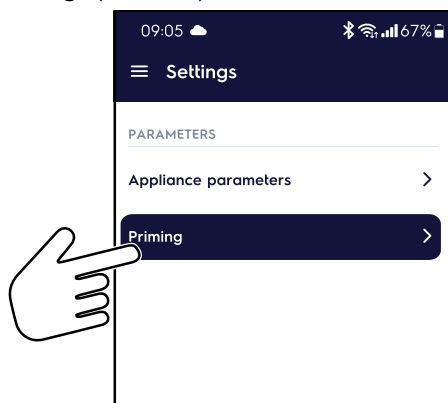 09:05
67%
Settings
PARAMETERS
Appliance parameters
Priming